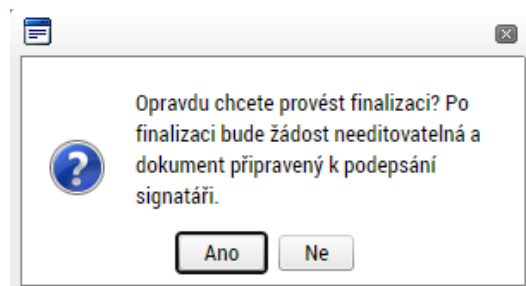 Opravdu chcete provést finalizaci? Po
finalizaci bude žádost needitovatelná a
dokument připravený k podepsání
signatáři.
Ano
Ne